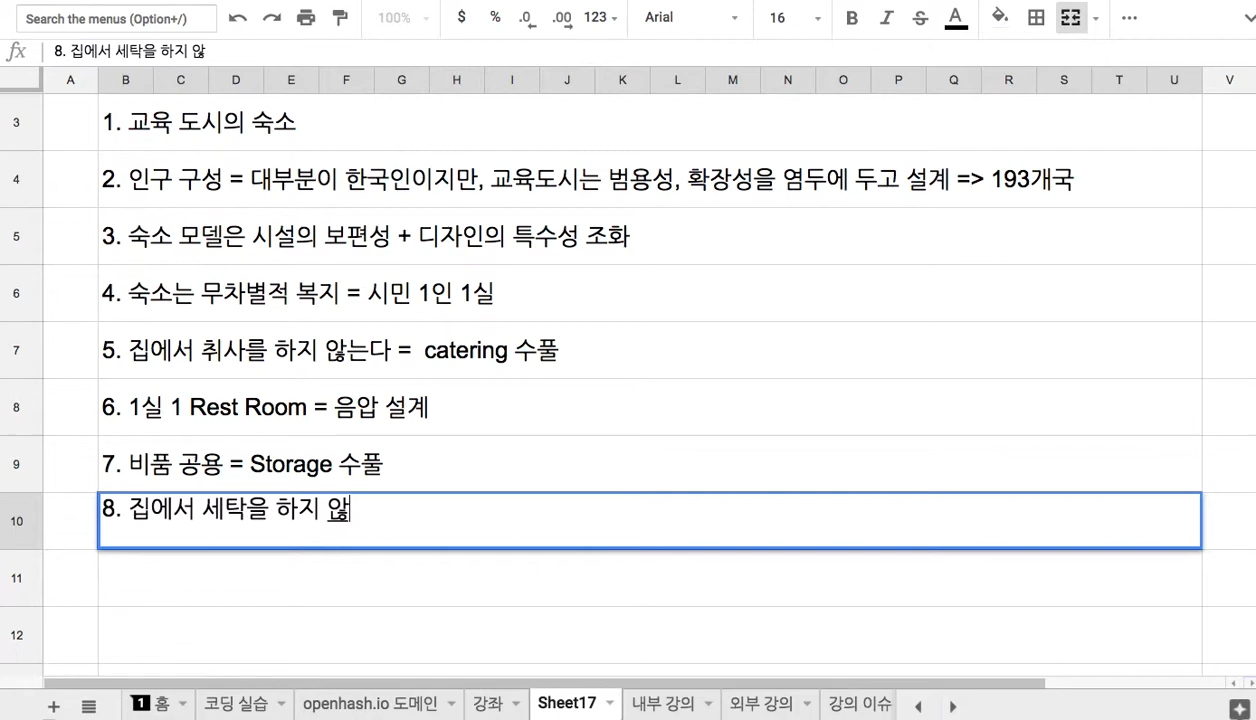 Search the menus (Option+/)
100%
$ % .0 .00 123
Arial
16
B I S A
fx 8. 집에서 세탁을 하지 않
A B C D E F G H I J K L M N O P Q R S T U V
3 1. 교육 도시의 숙소
4 2. 인구 구성 = 대부분이 한국인이지만, 교육도시는 범용성, 확장성을 염두에 두고 설계 => 193개국
5 3. 숙소 모델은 시설의 보편성 + 디자인의 특수성 조화
6 4. 숙소는 무차별적 복지 = 시민 1인 1실
7 5. 집에서 취사를 하지 않는다 = catering 수풀
8 6. 1실 1 Rest Room = 음압 설계
9 7. 비품 공용 = Storage 수풀
10 8. 집에서 세탁을 하지 않
11
12
1 홈 코딩 실습 openhash.io 도메인 강좌 Sheet17 내부 강의 외부 강의 강의 이슈